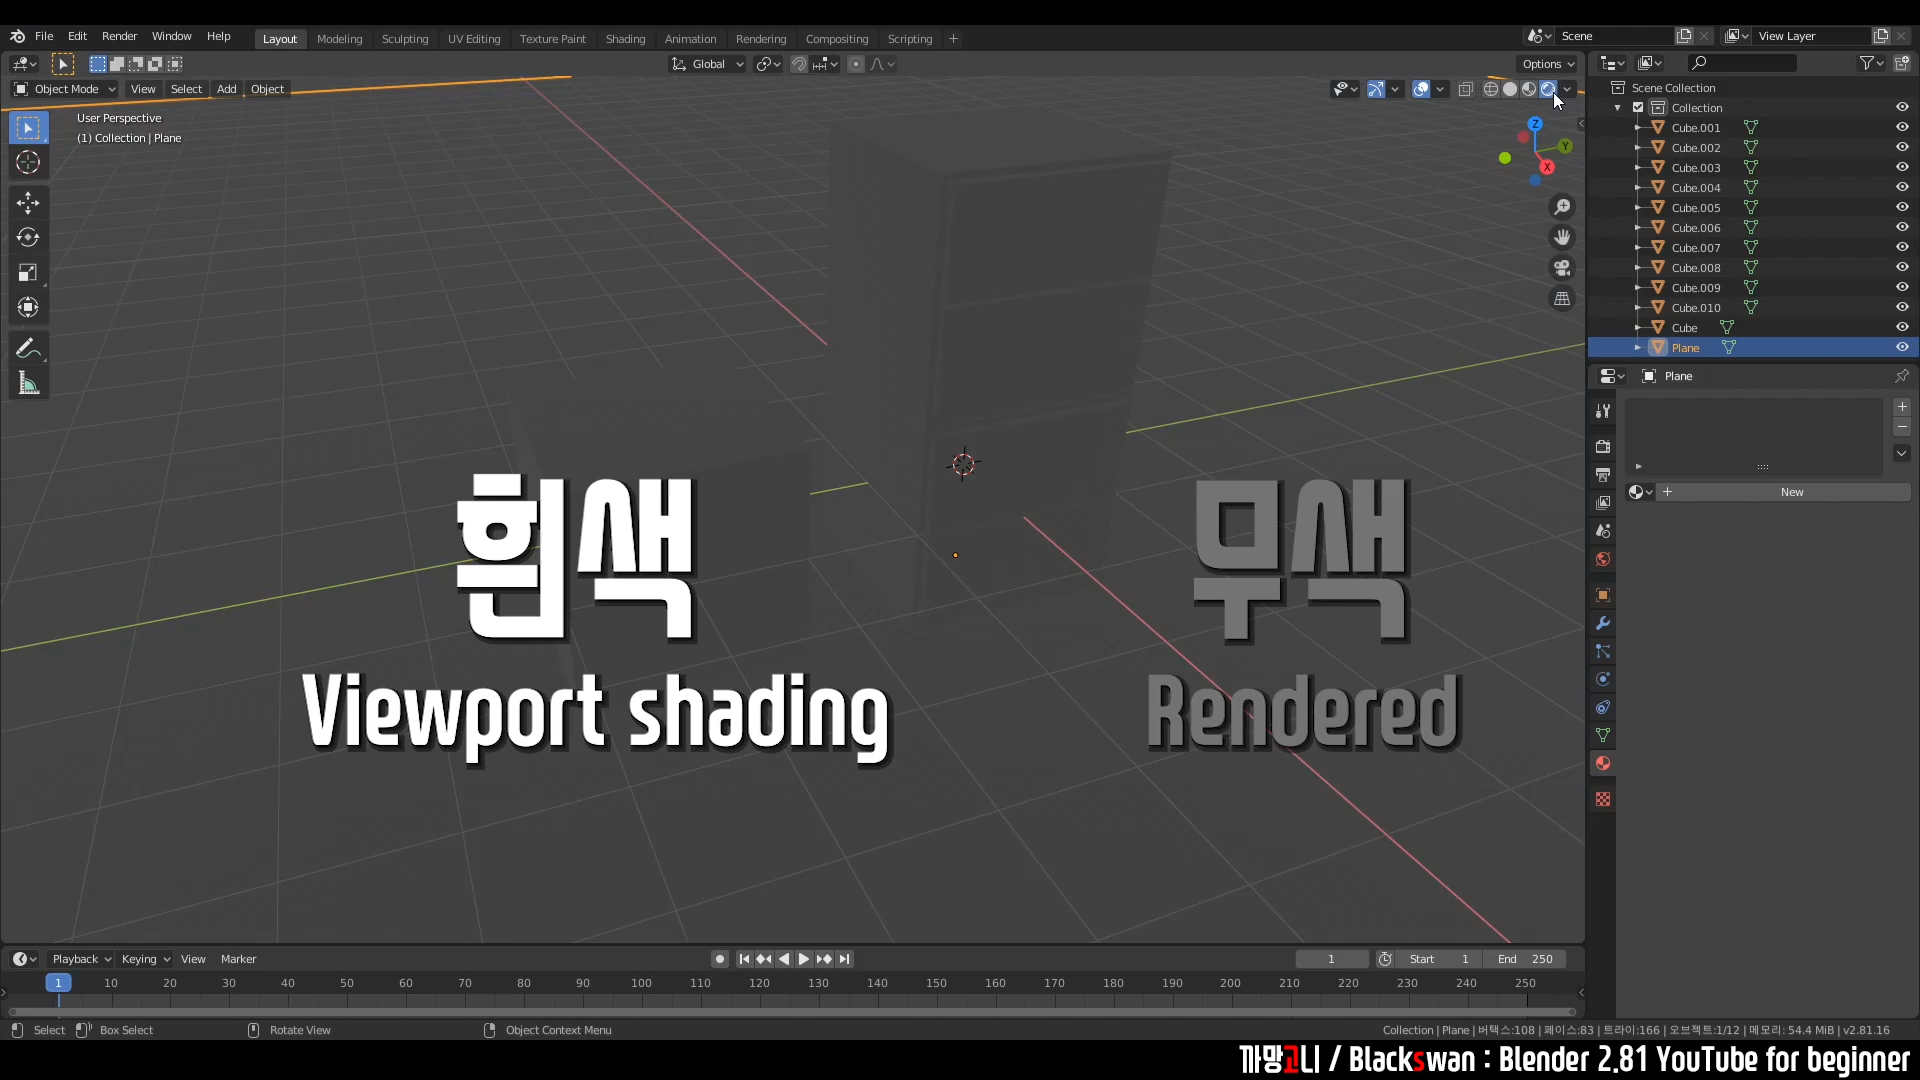 File Edit Render Window Help Layout Modeling Sculpting UV Editing Texture Paint Shading Animation Rendering Compositing Scripting + Scene View Layer
Global Options
Object Mode View Select Add Object
User Perspective
(1) Collection | Plane
Z
Y
X
Scene Collection
Collection
Cube.001
Cube.002
Cube.003
Cube.004
Cube.005
Cube.006
Cube.007
Cube.008
Cube.009
Cube.010
Cube
Plane
Plane
New
흰색 무색
Viewport shading Rendered
Playback Keying View Marker 1 Start 1 End 250
1 10 20 30 40 50 60 70 80 90 100 110 120 130 140 150 160 170 180 190 200 210 220 230 240 250
Select Box Select Rotate View Object Context Menu Collection | Plane | 버텍스:108 | 페이스:83 | 트라이:166 | 오브젝트:1/12 | 메모리: 54.4 MiB | v2.81.16
까망고니 / Blackswan : Blender 2.81 YouTube for beginner